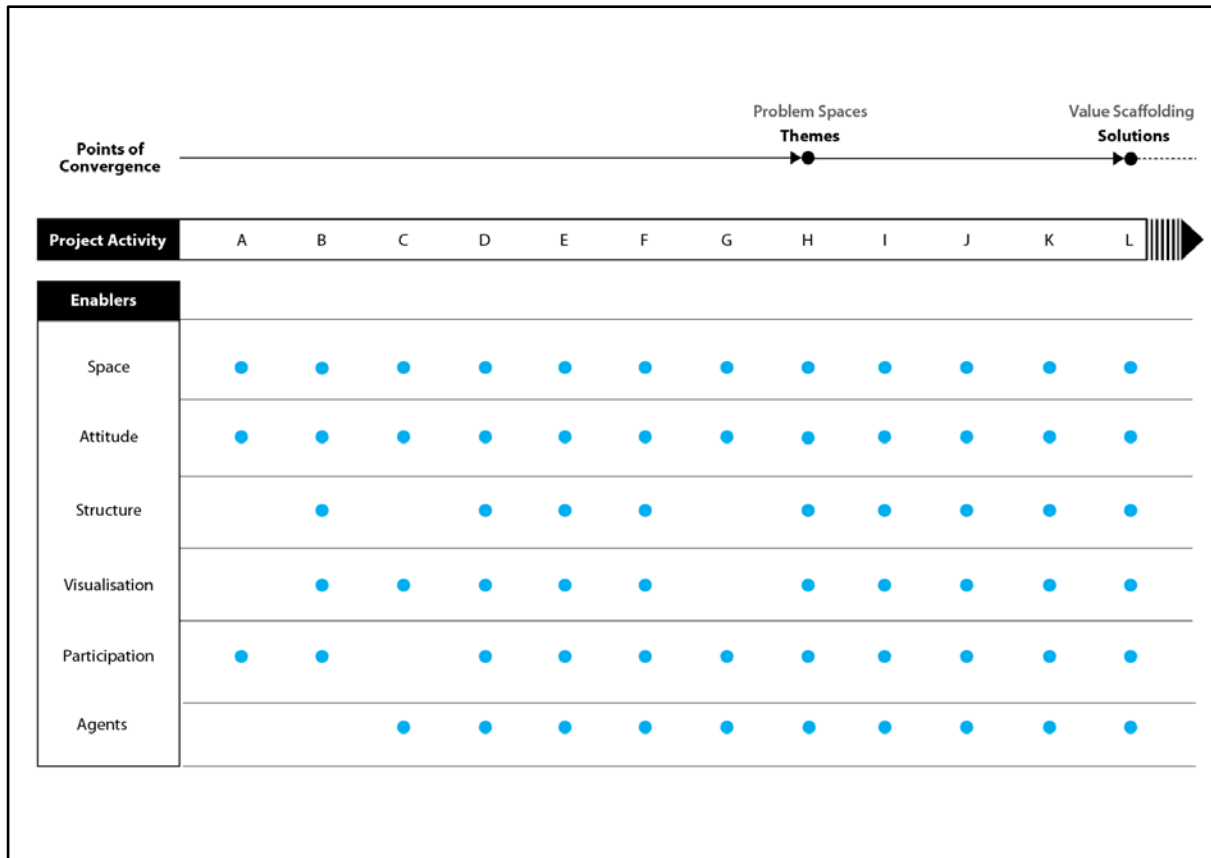 Problem Spaces
Themes
Value Scaffolding
Solutions
Points of
Convergence
Project Activity A B C D E F G H I J K L
Enablers
Space
Attitude
Structure
Visualisation
Participation
Agents